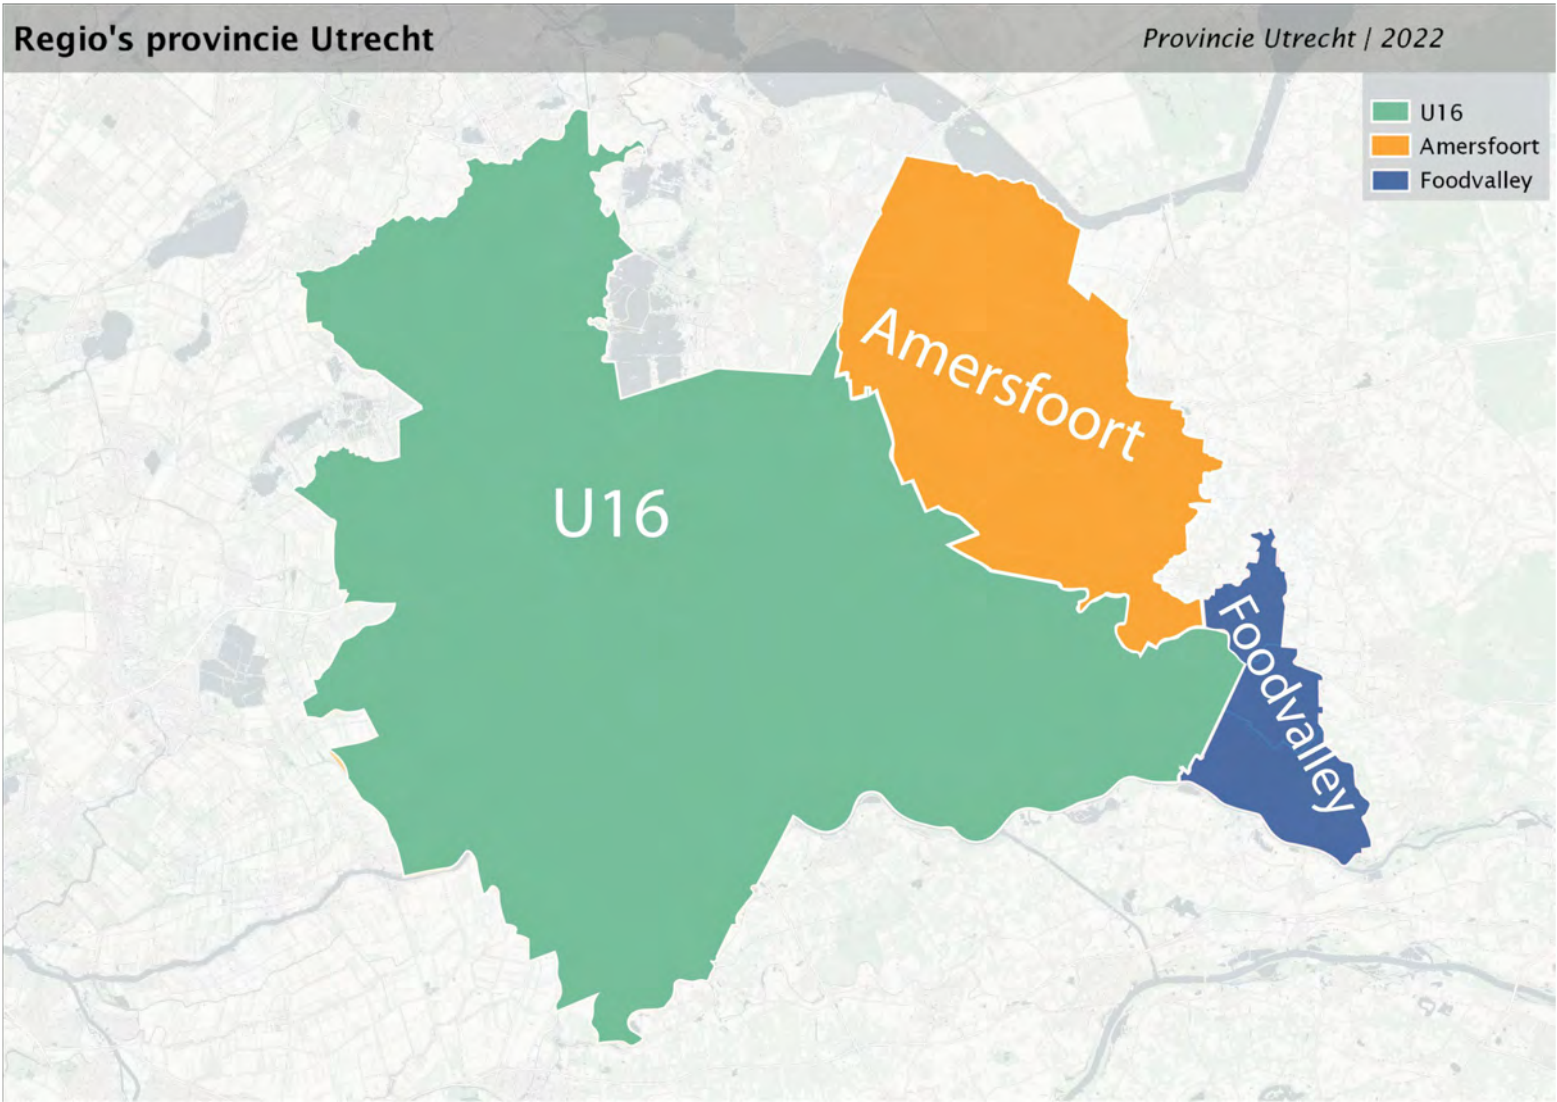 Regio's provincie Utrecht
Provincie Utrecht | 2022
U16
Amersfoort
Foodvalley
Amersfoort
U16
Foodvalley